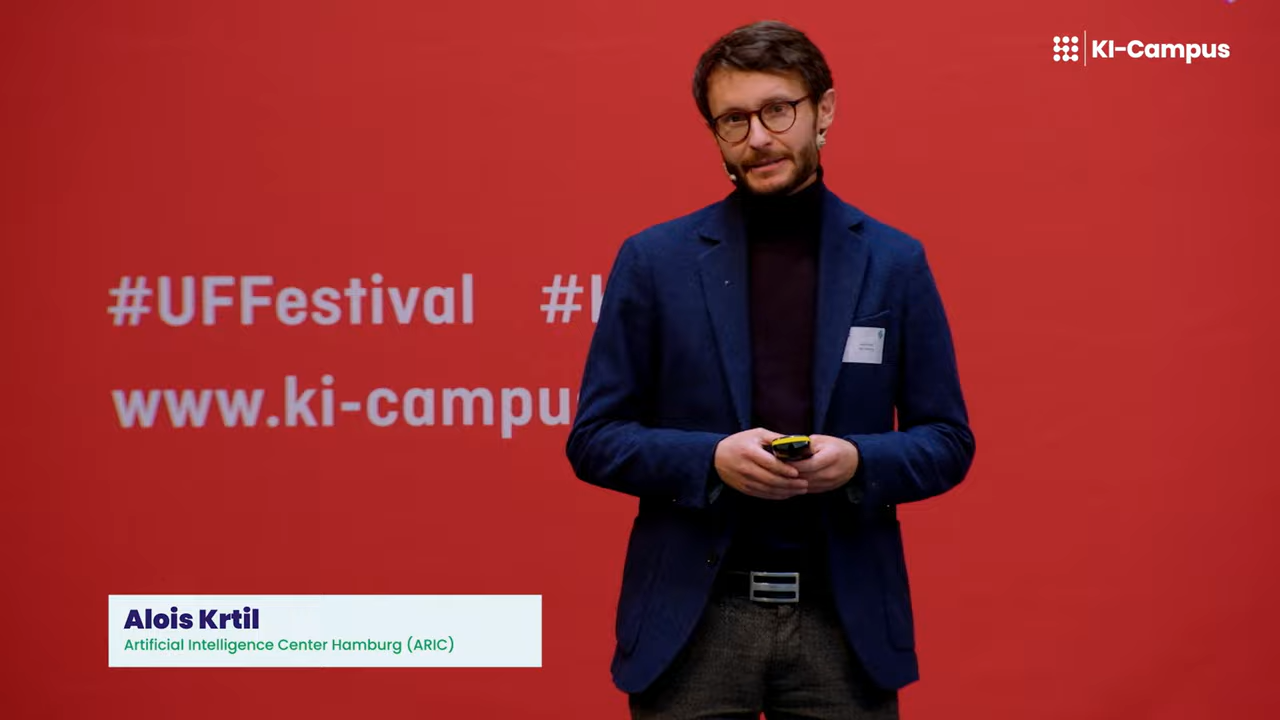 KI-Campus
#UFFestival #
www.ki-campu
Alois Krtil
Artificial Intelligence Center Hamburg (ARIC)